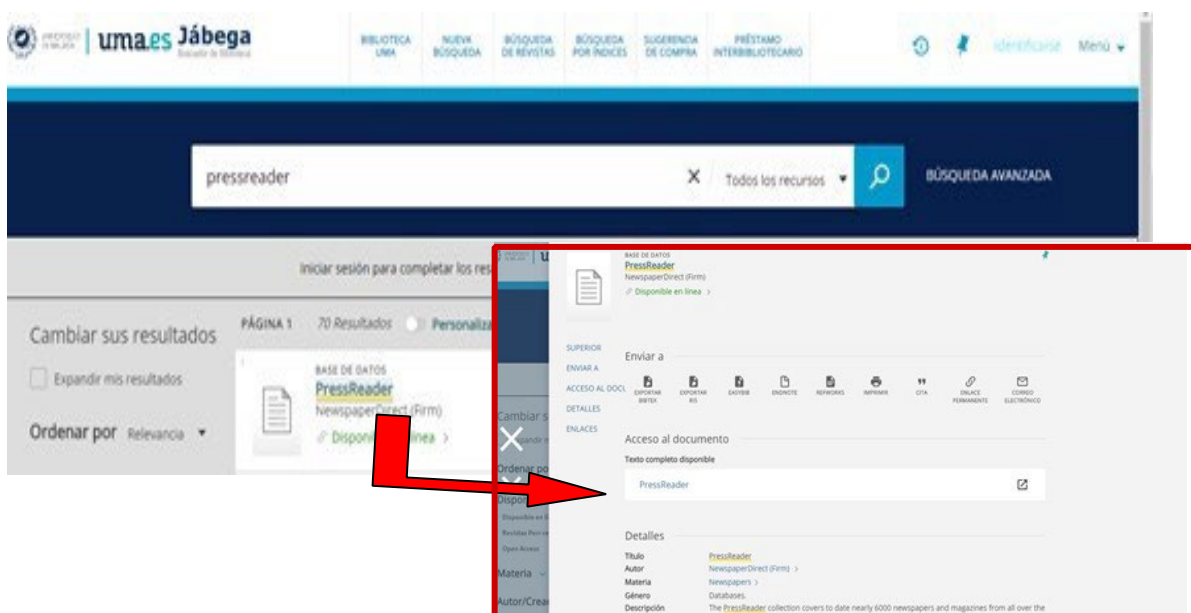 uma.es Jábega
BIBLIOTECA UMA
NUEVA BÚSQUEDA
BÚSQUEDA DE REVISTAS
BÚSQUEDA POR ÍNDICES
SUGERENCIA DE COMPRA
PRÉSTAMO INTERBIBLIOTECARIO
Identificarse
Menú
pressreader
Todos los recursos
BÚSQUEDA AVANZADA
Iniciar sesión para completar los res
Cambiar sus resultados
Expandir mis resultados
Ordenar por Relevancia
PÁGINA 1 70 Resultados Personaliza
1
BASE DE DATOS
PressReader
NewspaperDirect (Firm)
Disponible en línea >
BASE DE DATOS
PressReader
NewspaperDirect (Firm)
Disponible en línea >
SUPERIOR
ENVIAR A
ACCESO AL DOCU
DETALLES
ENLACES
Enviar a
EXPORTAR BIBTEX
EXPORTAR RIS
EASYBIB
ENDNOTE
REFWORKS
IMPRIMIR
CITA
ENLACE PERMANENTE
CORREO ELECTRÓNICO
Acceso al documento
Texto completo disponible
PressReader
Detalles
Título PressReader
Autor NewspaperDirect (Firm) >
Materia Newspapers >
Género Databases.
Descripción The PressReader collection covers to date nearly 6000 newspapers and magazines from all over the
Cambiar s
Ordenar po
Dispon
Open Access
Materia
Autor/Crea